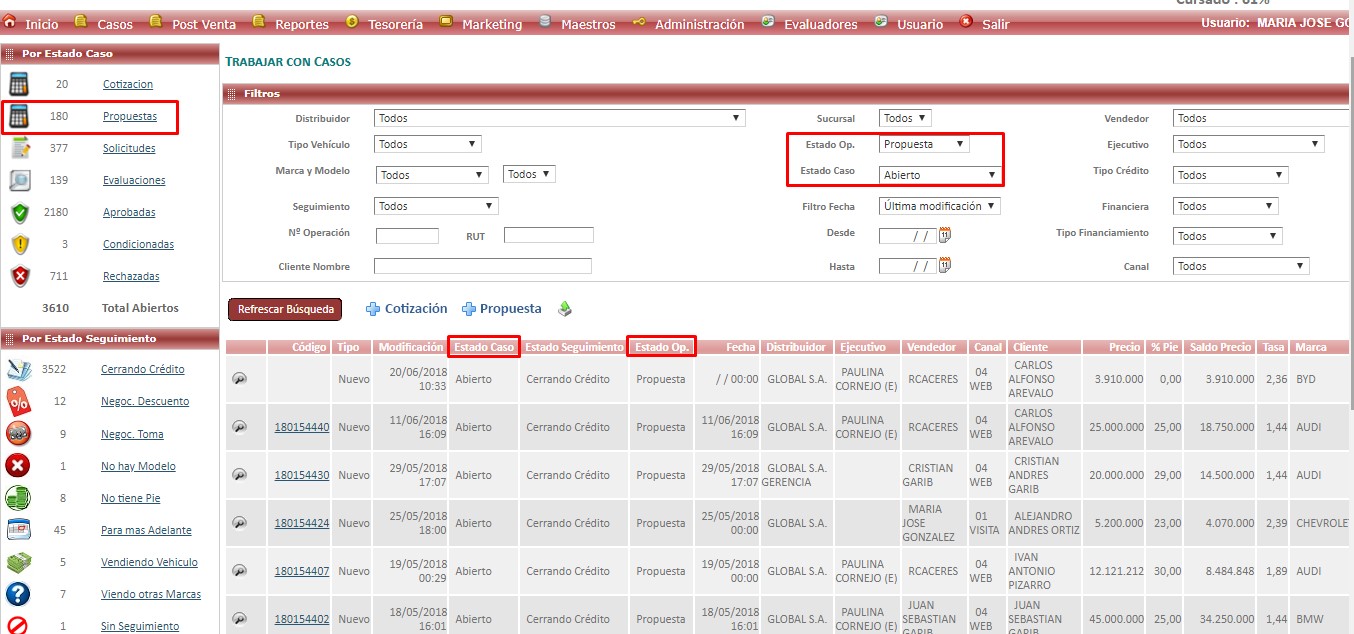 Cursado : 61%
Inicio Casos Post Venta Reportes Tesorería Marketing Maestros Administración Evaluadores Usuario Salir Usuario: MARIA JOSE GO
Por Estado Caso
20 Cotizacion
180 Propuestas
377 Solicitudes
139 Evaluaciones
2180 Aprobadas
3 Condicionadas
711 Rechazadas
3610 Total Abiertos
Por Estado Seguimiento
3522 Cerrando Crédito
12 Negoc. Descuento
9 Negoc. Toma
1 No hay Modelo
8 No tiene Pie
45 Para mas Adelante
5 Vendiendo Vehiculo
7 Viendo otras Marcas
1 Sin Seguimiento
TRABAJAR CON CASOS
Filtros
Distribuidor Todos Sucursal Todos Vendedor Todos
Tipo Vehículo Todos Estado Op. Propuesta Ejecutivo Todos
Marca y Modelo Todos Todos Estado Caso Abierto Tipo Crédito Todos
Seguimiento Todos Filtro Fecha Última modificación Financiera Todos
Nº Operación RUT Desde / / 11 Tipo Financiamiento Todos
Cliente Nombre Hasta / / 11 Canal Todos
Refrescar Búsqueda Cotización Propuesta
Código Tipo Modificación Estado Caso Estado Seguimiento Estado Op. Fecha Distribuidor Ejecutivo Vendedor Canal Cliente Precio % Pie Saldo Precio Tasa Marca
Nuevo 20/06/2018 10:33 Abierto Cerrando Crédito Propuesta / / 00:00 GLOBAL S.A. PAULINA CORNEJO (E) RCACERES 04 WEB CARLOS ALFONSO AREVALO 3.910.000 0,00 3.910.000 2,36 BYD
180154440 Nuevo 11/06/2018 16:09 Abierto Cerrando Crédito Propuesta 11/06/2018 16:09 GLOBAL S.A. PAULINA CORNEJO (E) RCACERES 04 WEB CARLOS ALFONSO AREVALO 25.000.000 25,00 18.750.000 1,44 AUDI
180154430 Nuevo 29/05/2018 17:07 Abierto Cerrando Crédito Propuesta 29/05/2018 17:07 GLOBAL S.A. GERENCIA CRISTIAN GARIB 04 WEB CRISTIAN ANDRES GARIB 20.000.000 29,00 14.500.000 1,44 AUDI
180154424 Nuevo 25/05/2018 18:00 Abierto Cerrando Crédito Propuesta 25/05/2018 00:00 GLOBAL S.A. MARIA JOSE GONZALEZ 01 VISITA ALEJANDRO ANDRES ORTIZ 5.200.000 23,00 4.070.000 2,39 CHEVROLE
180154407 Nuevo 19/05/2018 00:29 Abierto Cerrando Crédito Propuesta 19/05/2018 00:00 GLOBAL S.A. PAULINA CORNEJO (E) RCACERES 04 WEB IVAN ANTONIO PIZARRO 12.121.212 30,00 8.484.848 1,89 AUDI
180154402 Nuevo 18/05/2018 16:01 Abierto Cerrando Crédito Propuesta 18/05/2018 16:01 GLOBAL S.A. PAULINA CORNEJO (E) JUAN SEBASTIAN GARIB 04 WEB JUAN SEBASTIAN GARIB 45.000.000 25,00 34.250.000 1,44 BMW